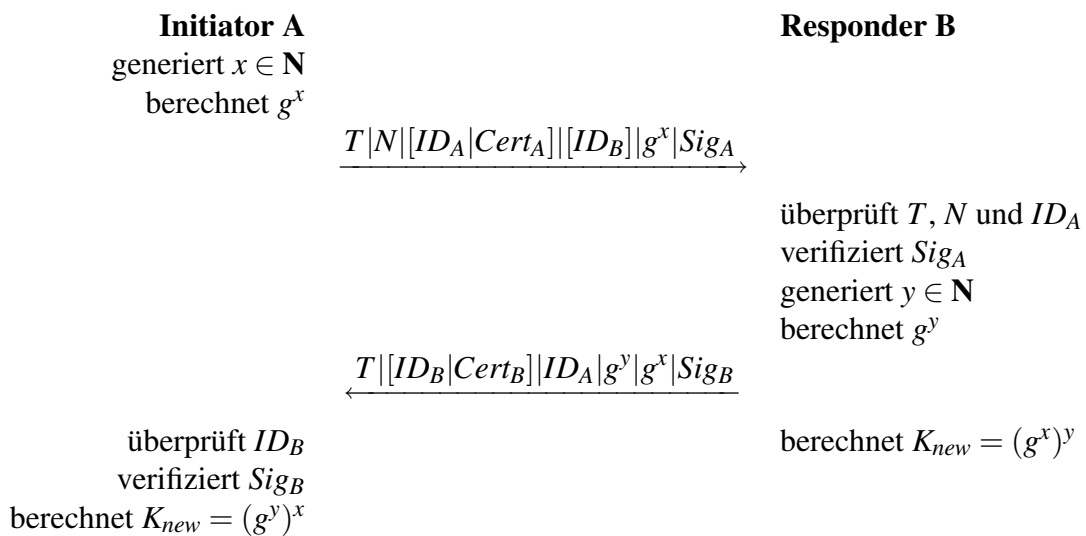 Initiator A Responder B
generiert x ∈ N
berechnet g^x
T|N|[ID_A|Cert_A]|[ID_B]|g^x|Sig_A
überprüft T, N und ID_A
verifiziert Sig_A
generiert y ∈ N
berechnet g^y
T|[ID_B|Cert_B]|ID_A|g^y|g^x|Sig_B
überprüft ID_B berechnet K_new = (g^x)^y
verifiziert Sig_B
berechnet K_new = (g^y)^x